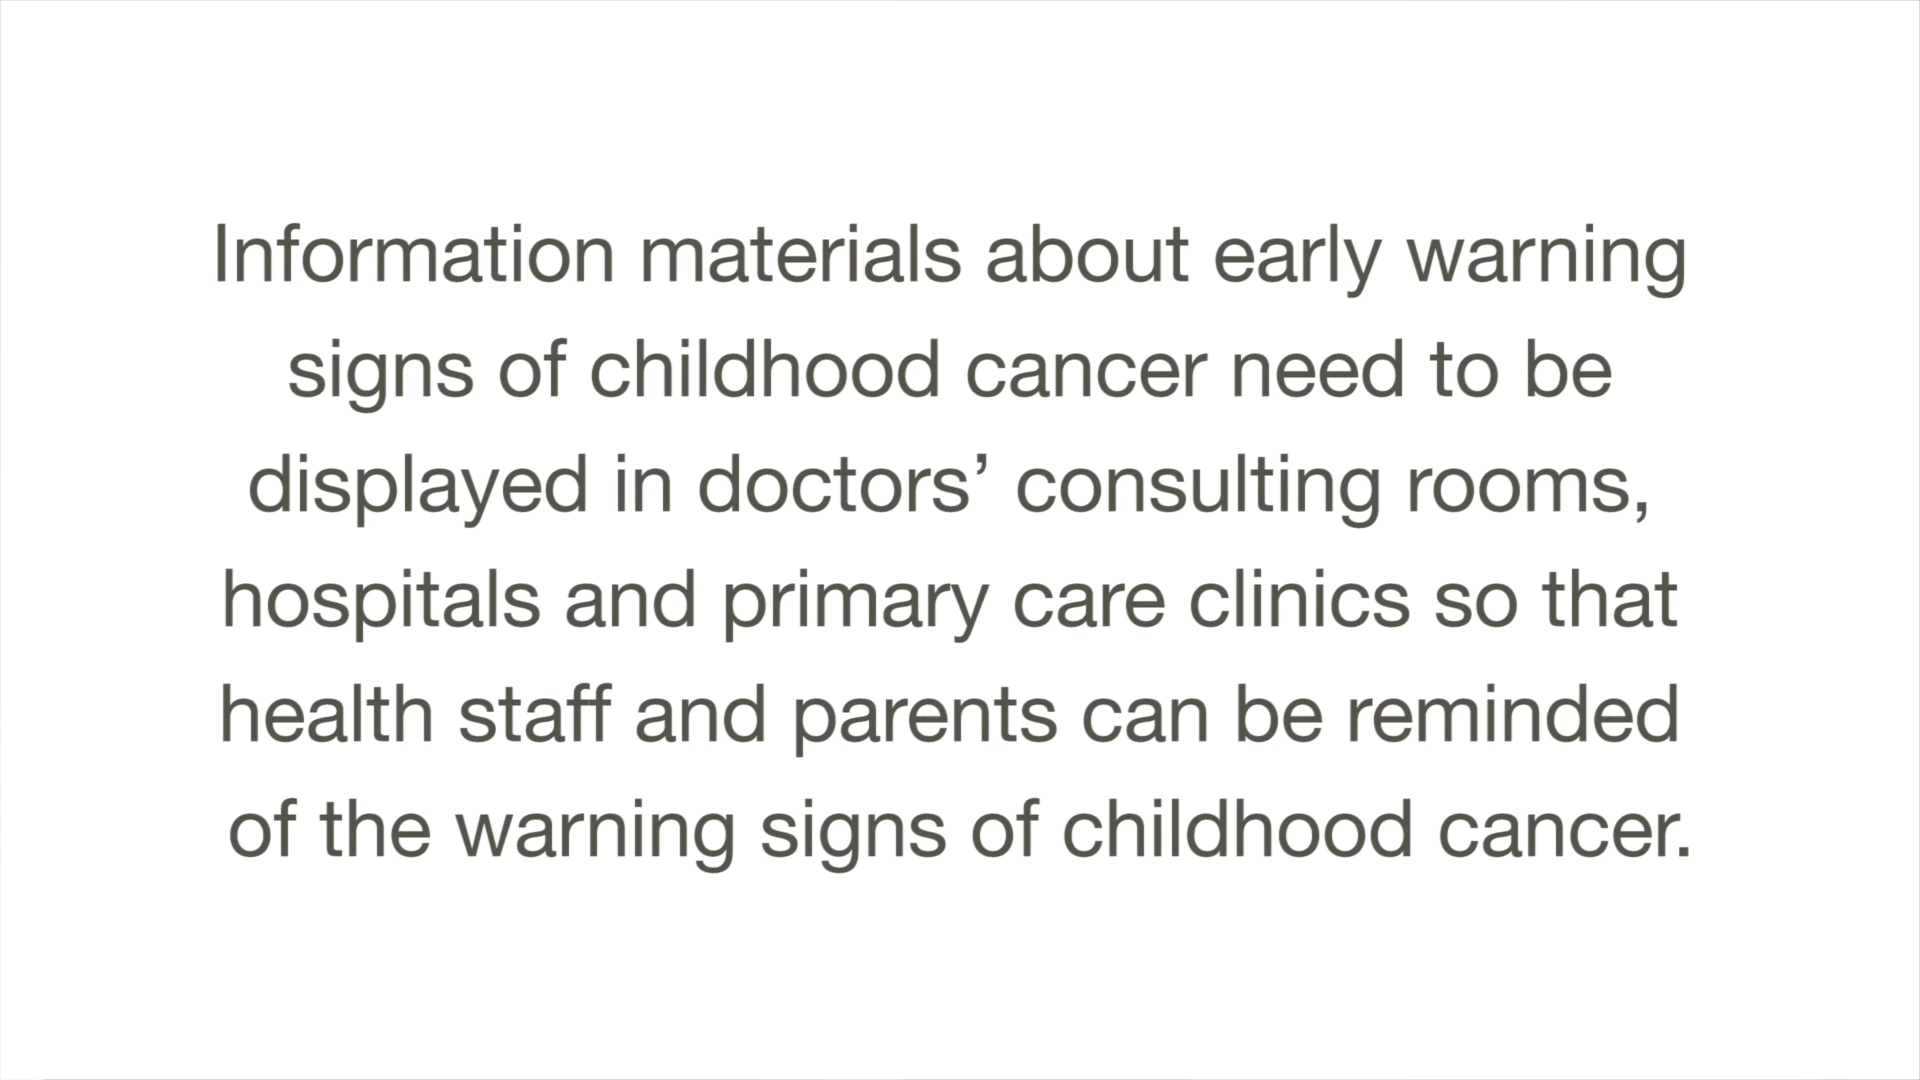 Information materials about early warning
signs of childhood cancer need to be
displayed in doctors’ consulting rooms,
hospitals and primary care clinics so that
health staff and parents can be reminded
of the warning signs of childhood cancer.